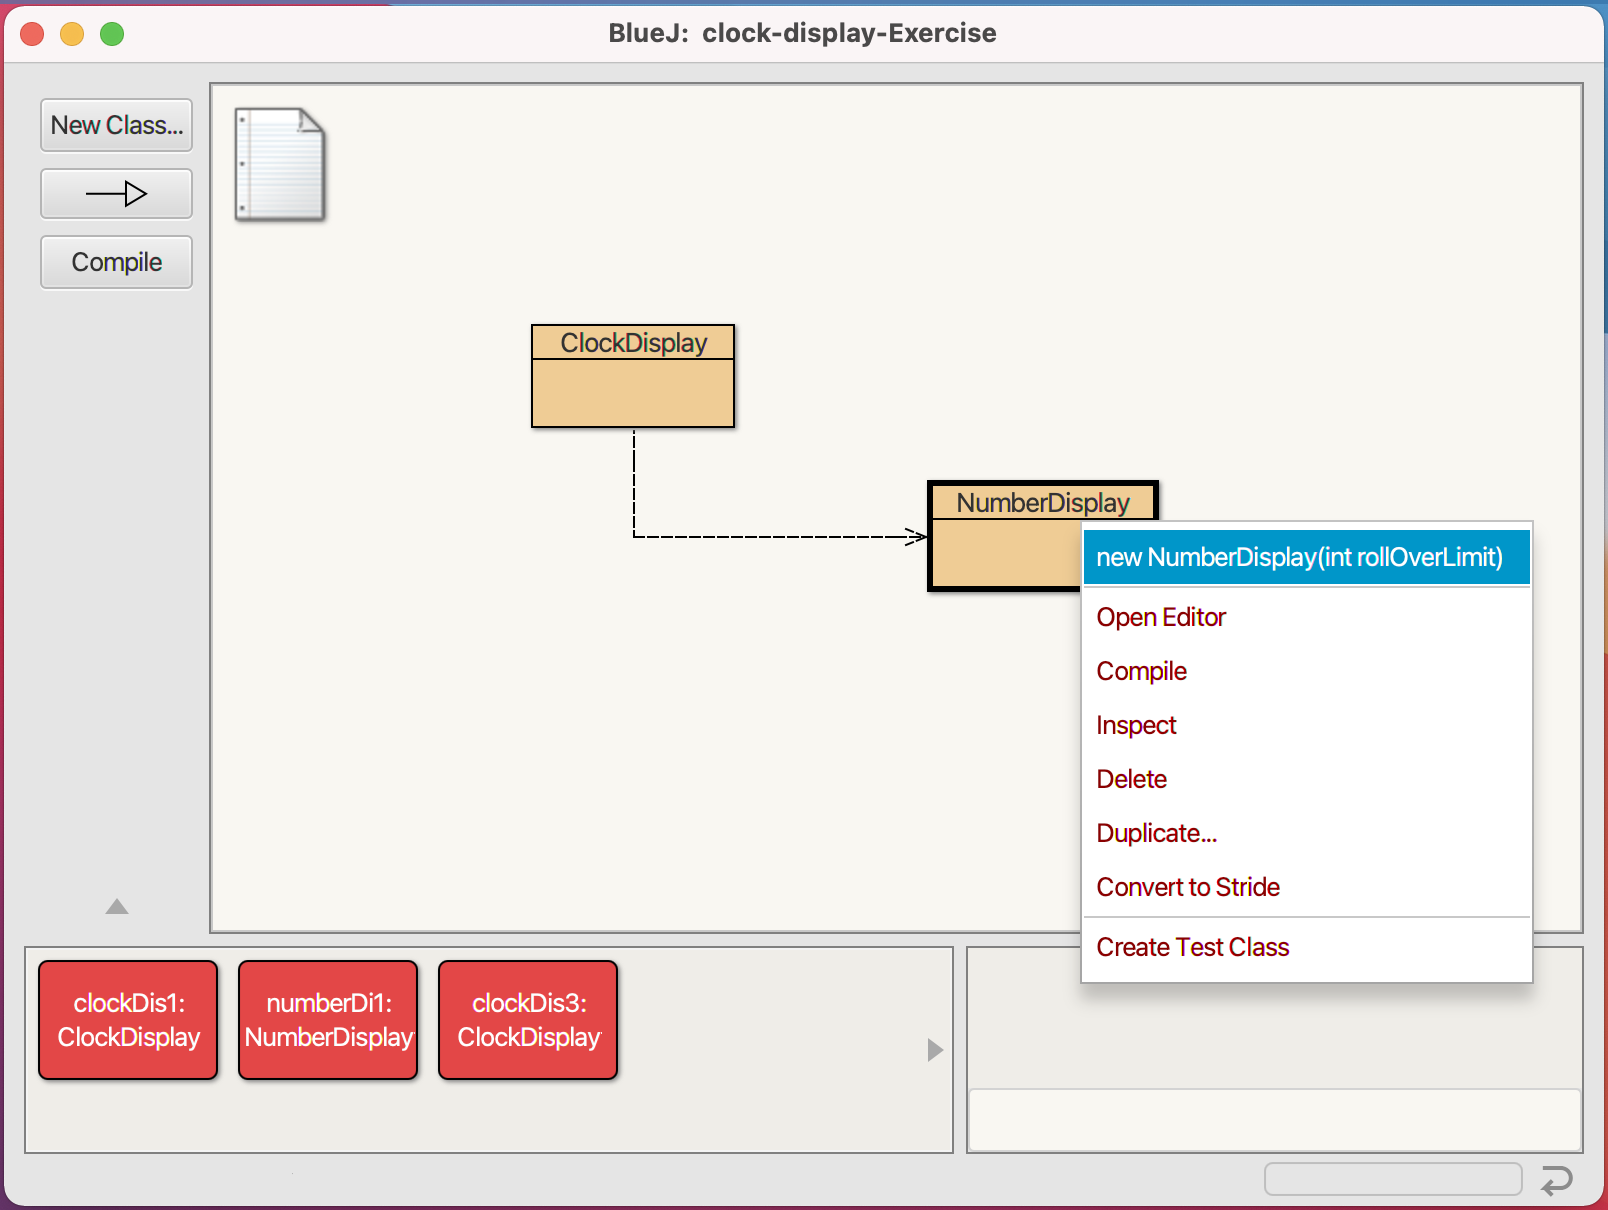 BlueJ:  clock-display-Exercise
New Class...
Compile
ClockDisplay
NumberDisplay
new NumberDisplay(int rollOverLimit)
Open Editor
Compile
Inspect
Delete
Duplicate...
Convert to Stride
Create Test Class
clockDis1:
ClockDisplay
numberDi1:
NumberDisplay
clockDis3:
ClockDisplay